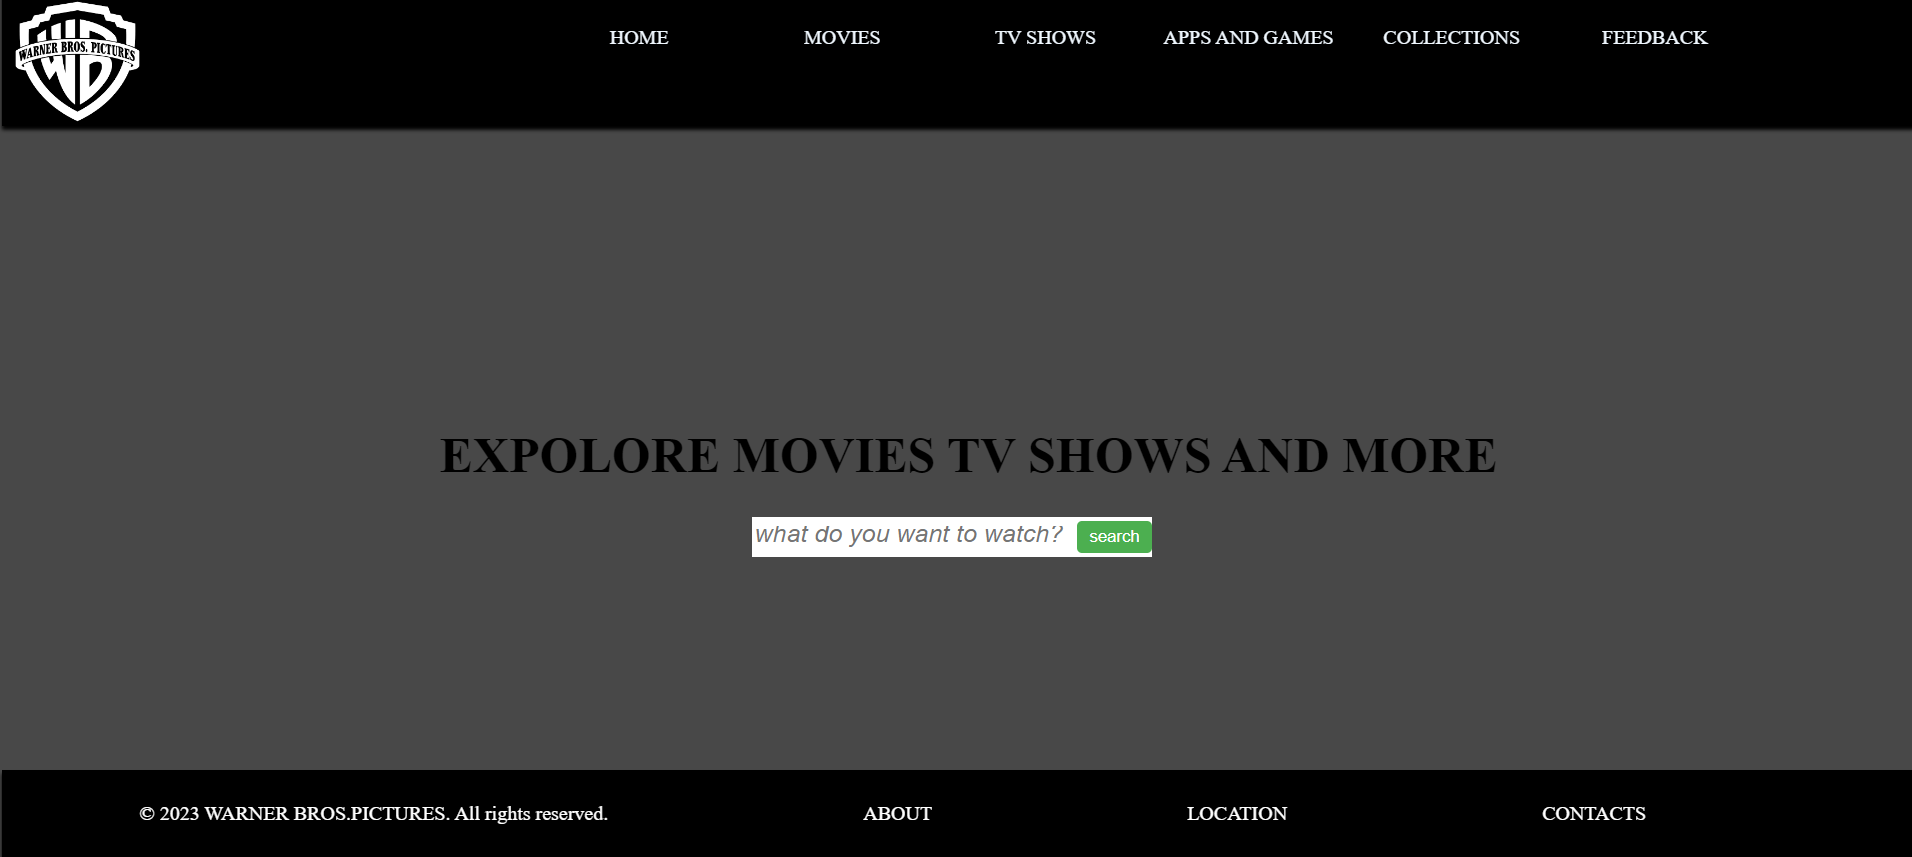 WARNER BROS. PICTURES
HOME MOVIES TV SHOWS APPS AND GAMES COLLECTIONS FEEDBACK
EXPOLORE MOVIES TV SHOWS AND MORE
what do you want to watch? search
© 2023 WARNER BROS.PICTURES. All rights reserved. ABOUT LOCATION CONTACTS